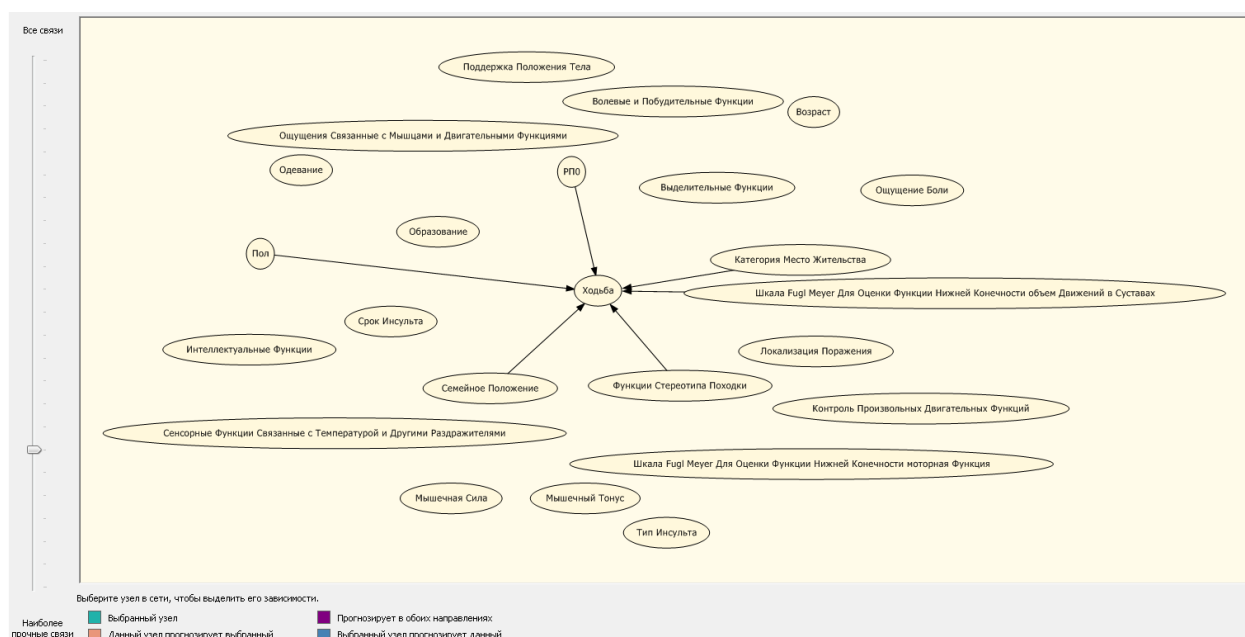 Все связи
Поддержка Положения Тела
Волевые и Побудительные Функции
Возраст
Ощущения Связанные с Мышцами и Двигательными Функциями
Одевание
РП0
Выделительные Функции
Ощущение Боли
Образование
Пол
Категория Место Жительства
Ходьба
Шкала Fugl Meyer Для Оценки Функции Нижней Конечности объем Движений в Суставах
Срок Инсульта
Интеллектуальные Функции
Локализация Поражения
Семейное Положение
Функции Стереотипа Походки
Контроль Произвольных Двигательных Функций
Сенсорные Функции Связанные с Температурой и Другими Раздражителями
Шкала Fugl Meyer Для Оценки Функции Нижней Конечности моторная Функция
Мышечная Сила
Мышечный Тонус
Тип Инсульта
Выберите узел в сети, чтобы выделить его зависимости.
Наиболее
прочные связи
Выбранный узел
Прогнозирует в обоих направлениях
Данный узел прогнозирует выбранный
Выбранный узел прогнозирует данный